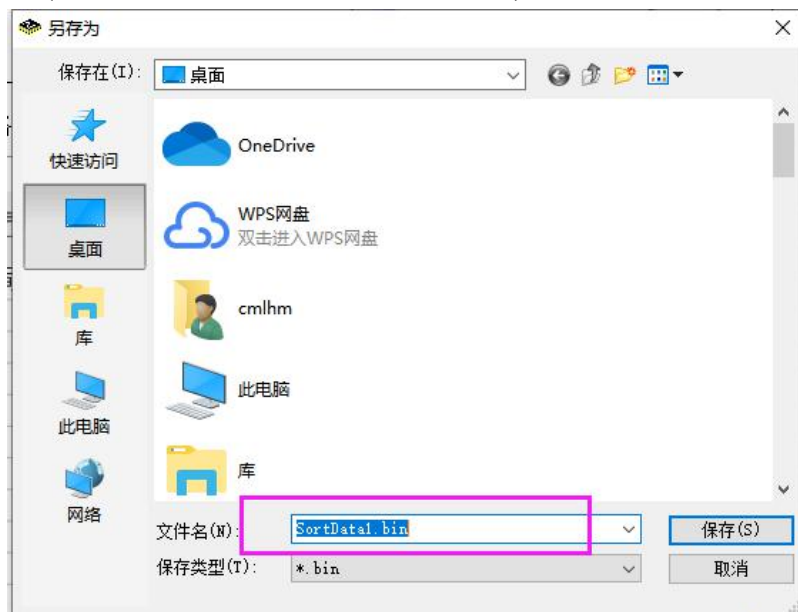 另存为
保存在(I):
桌面
快速访问
桌面
库
此电脑
网络
OneDrive
WPS网盘
双击进入WPS网盘
cmlhm
此电脑
库
文件名(N):
SortData1.bin
保存(S)
保存类型(T):
*.bin
取消